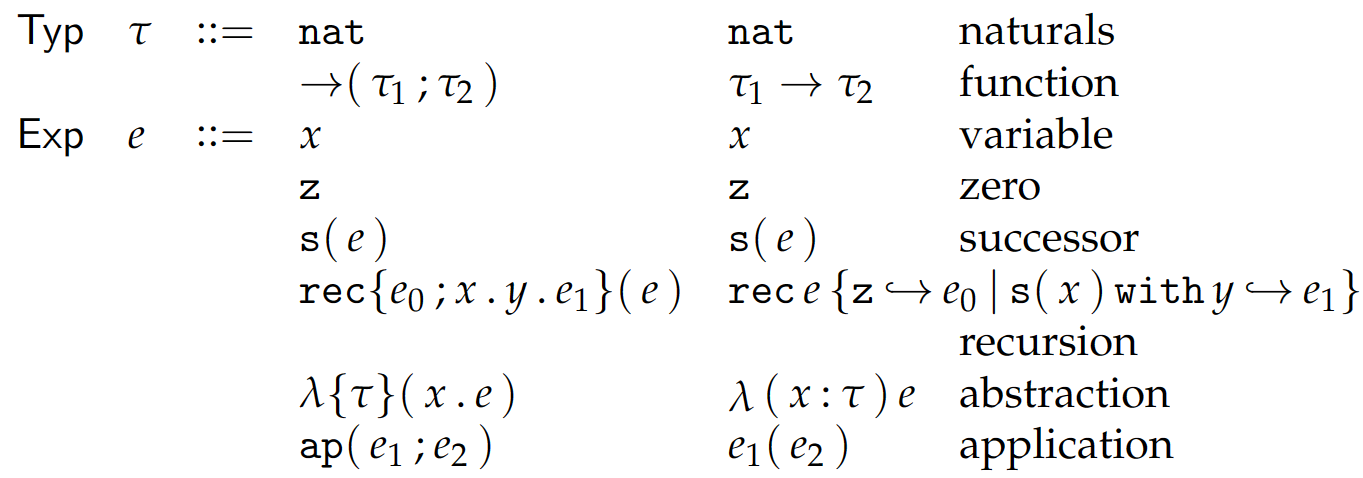 Typ τ ::= nat nat naturals
→( τ₁ ; τ₂ ) τ₁ → τ₂ function
Exp e ::= x x variable
z z zero
s( e ) s( e ) successor
rec{e₀ ; x . y . e₁}( e ) rec e {z ↪ e₀ | s( x ) with y ↪ e₁}
recursion
λ{τ}( x . e ) λ ( x : τ ) e abstraction
ap( e₁ ; e₂ ) e₁( e₂ ) application